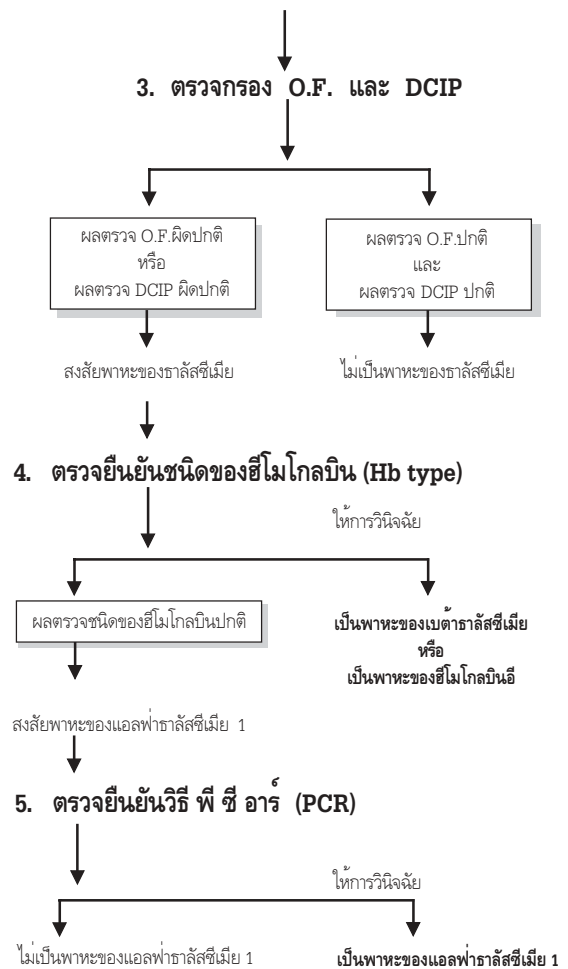 3. ตรวจกรอง O.F. และ DCIP
ผลตรวจ O.F.ผิดปกติ
หรือ
ผลตรวจ DCIP ผิดปกติ
ผลตรวจ O.F.ปกติ
และ
ผลตรวจ DCIP ปกติ
สงสัยพาหะของธาลัสซีเมีย
ไม่เป็นพาหะของธาลัสซีเมีย
4. ตรวจยืนยันชนิดของฮีโมโกลบิน (Hb type)
ให้การวินิจฉัย
ผลตรวจชนิดของฮีโมโกลบินปกติ
เป็นพาหะของเบต้าธาลัสซีเมีย
หรือ
เป็นพาหะของฮีโมโกลบินอี
สงสัยพาหะของแอลฟ่าธาลัสซีเมีย 1
5. ตรวจยืนยันวิธี พี ซี อาร์ (PCR)
ให้การวินิจฉัย
ไม่เป็นพาหะของแอลฟ่าธาลัสซีเมีย 1
เป็นพาหะของแอลฟ่าธาลัสซีเมีย 1